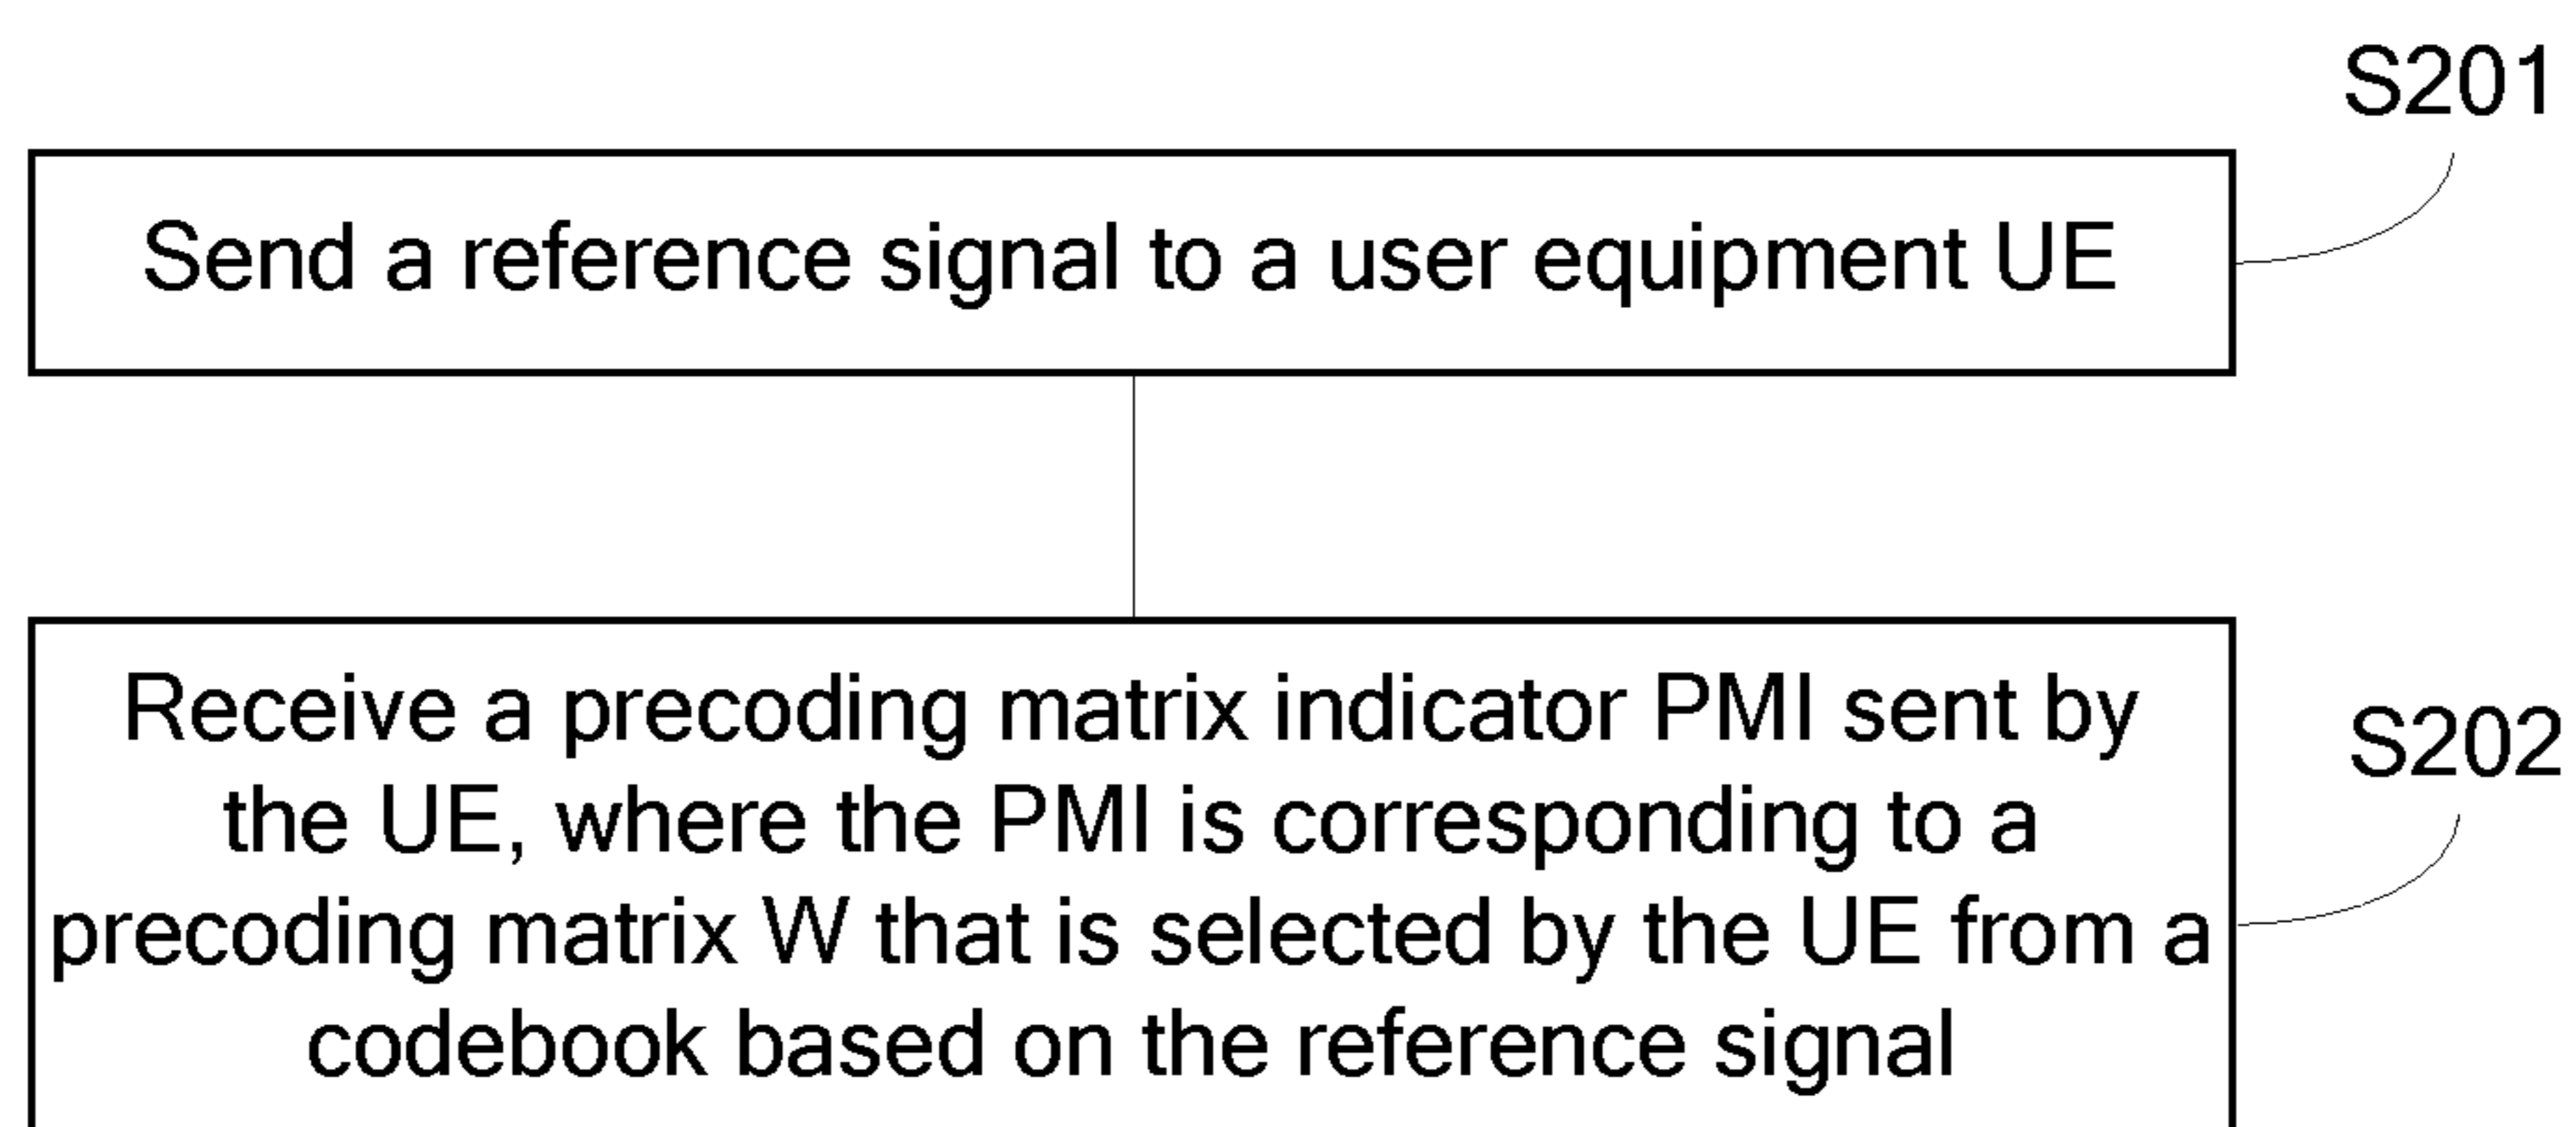 S201
Send a reference signal to a user equipment UE
Receive a precoding matrix indicator PMI sent by
the UE, where the PMI is corresponding to a
precoding matrix W that is selected by the UE from a
codebook based on the reference signal
S202